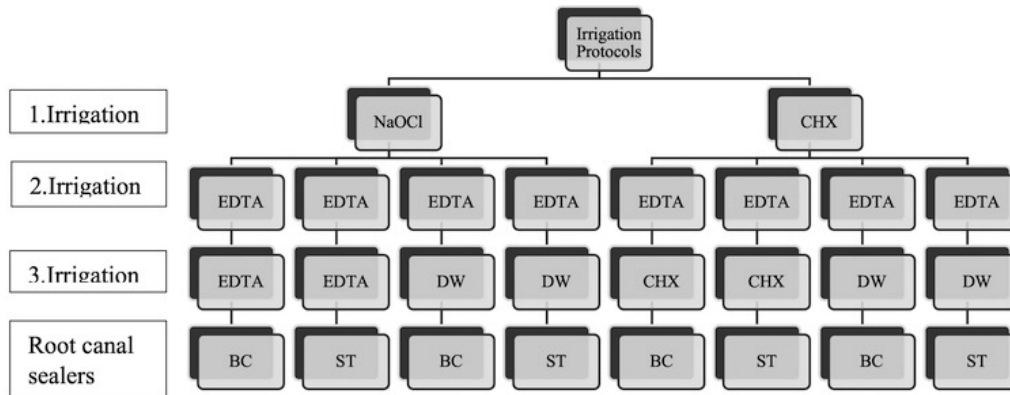 Irrigation
Protocols
1.Irrigation
NaOCl
CHX
2.Irrigation
EDTA
EDTA
EDTA
EDTA
EDTA
EDTA
EDTA
EDTA
3.Irrigation
EDTA
EDTA
DW
DW
CHX
CHX
DW
DW
Root canal
sealers
BC
ST
BC
ST
BC
ST
BC
ST